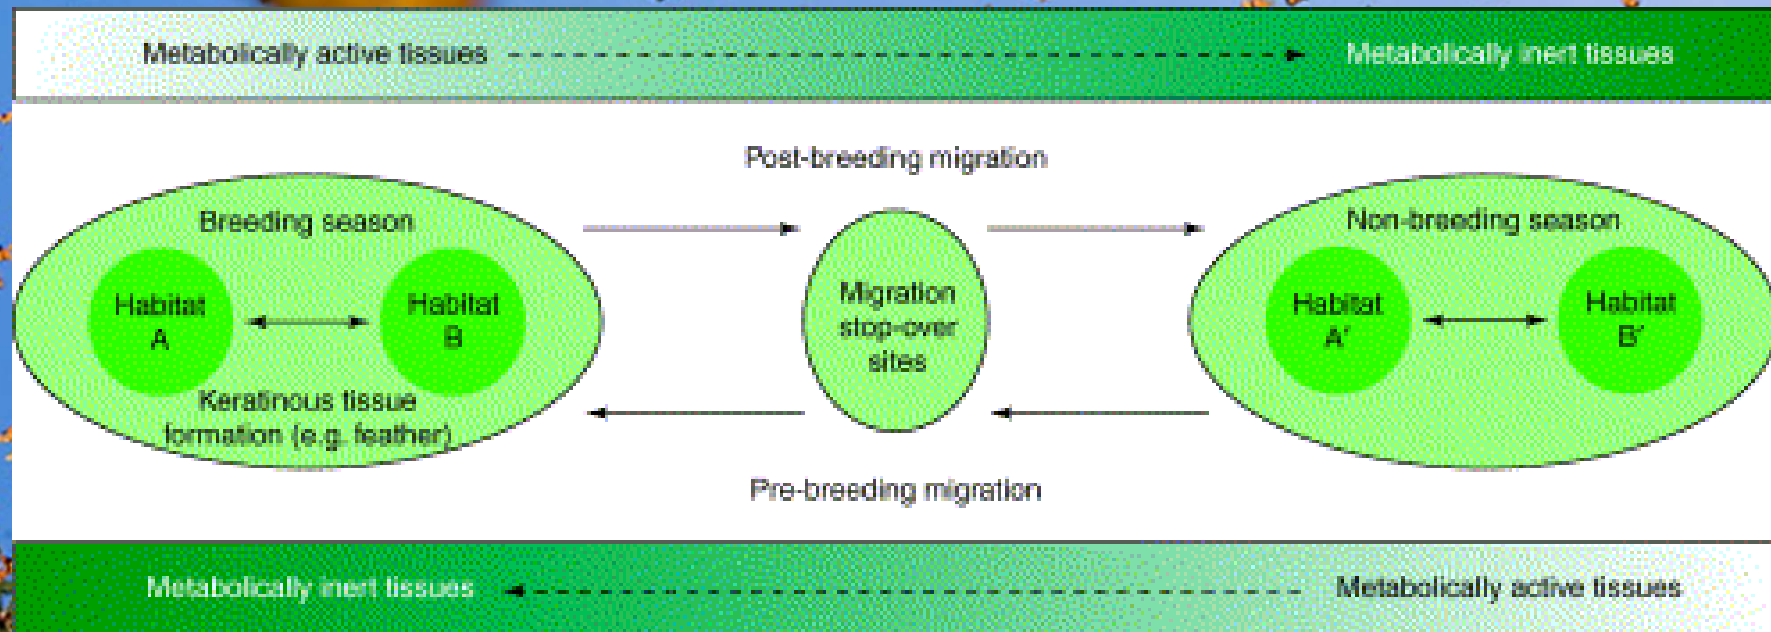 Metabolically active tissues
Metabolically inert tissues
Post-breeding migration
Breeding season
Habitat
A
Habitat
B
Keratinous tissue
formation (e.g. feather)
Migration
stop-over
sites
Non-breeding season
Habitat
A′
Habitat
B′
Pre-breeding migration
Metabolically inert tissues
Metabolically active tissues